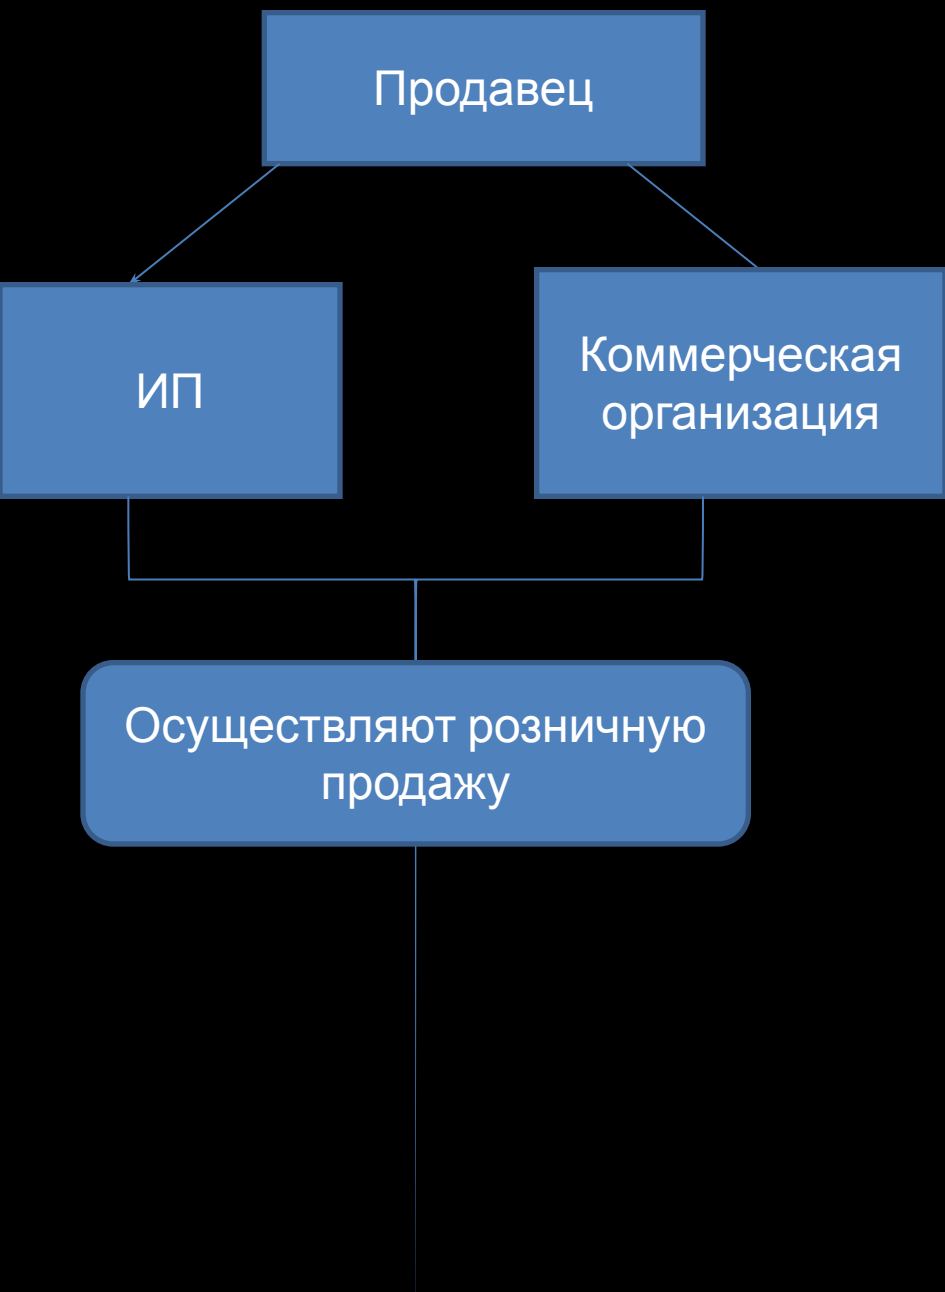 Продавец
ИП
Коммерческая
организация
Осуществляют розничную
продажу